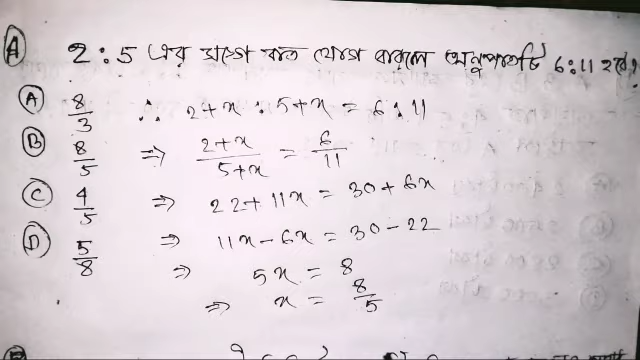 A 2 : 5 এর সাথে কত যোগ করলে অনুপাতটি 6 : 11 হবে?
A 8/3 ∴ 2+x : 5+x = 6 : 11
B 8/5 ⇒ 2+x/5+x = 6/11
C 4/5 ⇒ 22+11x = 30+6x
D 5/8 ⇒ 11x-6x = 30-22
⇒ 5x = 8
⇒ x = 8/5